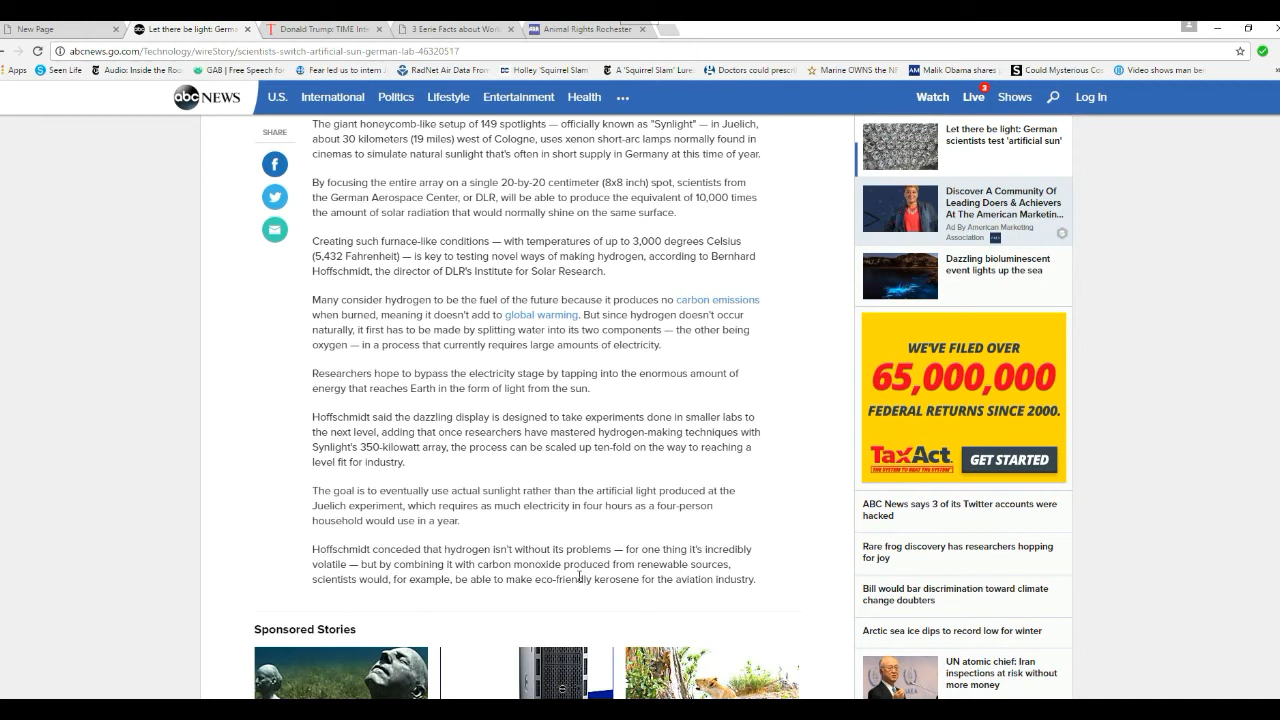 New Page
Let there be light: Germa
Donald Trump: TIME Inte
3 Eerie Facts about Worl
Animal Rights Rochester
abcnews.go.com/Technology/wireStory/scientists-switch-artificial-sun-german-lab-46320517
Apps
Seen Life
Audio: Inside the Roo
GAB | Free Speech fo
Fear led us to intern J
RadNet Air Data From
Holley 'Squirrel Slam'
A 'Squirrel Slam' Lures
Doctors could prescri
Marine OWNS the NF
Malik Obama shares
Could Mysterious Cos
Video shows man bei
abc NEWS
U.S.
International
Politics
Lifestyle
Entertainment
Health
Watch
Live
3
Shows
Log In
SHARE
The giant honeycomb-like setup of 149 spotlights — officially known as "Synlight" — in Juelich,
about 30 kilometers (19 miles) west of Cologne, uses xenon short-arc lamps normally found in
cinemas to simulate natural sunlight that's often in short supply in Germany at this time of year.
By focusing the entire array on a single 20-by-20 centimeter (8x8 inch) spot, scientists from
the German Aerospace Center, or DLR, will be able to produce the equivalent of 10,000 times
the amount of solar radiation that would normally shine on the same surface.
Creating such furnace-like conditions — with temperatures of up to 3,000 degrees Celsius
(5,432 Fahrenheit) — is key to testing novel ways of making hydrogen, according to Bernhard
Hoffschmidt, the director of DLR's Institute for Solar Research.
Many consider hydrogen to be the fuel of the future because it produces no carbon emissions
when burned, meaning it doesn't add to global warming. But since hydrogen doesn't occur
naturally, it first has to be made by splitting water into its two components — the other being
oxygen — in a process that currently requires large amounts of electricity.
Researchers hope to bypass the electricity stage by tapping into the enormous amount of
energy that reaches Earth in the form of light from the sun.
Hoffschmidt said the dazzling display is designed to take experiments done in smaller labs to
the next level, adding that once researchers have mastered hydrogen-making techniques with
Synlight's 350-kilowatt array, the process can be scaled up ten-fold on the way to reaching a
level fit for industry.
The goal is to eventually use actual sunlight rather than the artificial light produced at the
Juelich experiment, which requires as much electricity in four hours as a four-person
household would use in a year.
Hoffschmidt conceded that hydrogen isn't without its problems — for one thing it's incredibly
volatile — but by combining it with carbon monoxide produced from renewable sources,
scientists would, for example, be able to make eco-friendly kerosene for the aviation industry.
Sponsored Stories
Let there be light: German
scientists test 'artificial sun'
Discover A Community Of
Leading Doers & Achievers
At The American Marketin...
Ad By American Marketing
Association
Dazzling bioluminescent
event lights up the sea
WE'VE FILED OVER
65,000,000
FEDERAL RETURNS SINCE 2000.
TaxAct
GET STARTED
ABC News says 3 of its Twitter accounts were
hacked
Rare frog discovery has researchers hopping
for joy
Bill would bar discrimination toward climate
change doubters
Arctic sea ice dips to record low for winter
UN atomic chief: Iran
inspections at risk without
more money